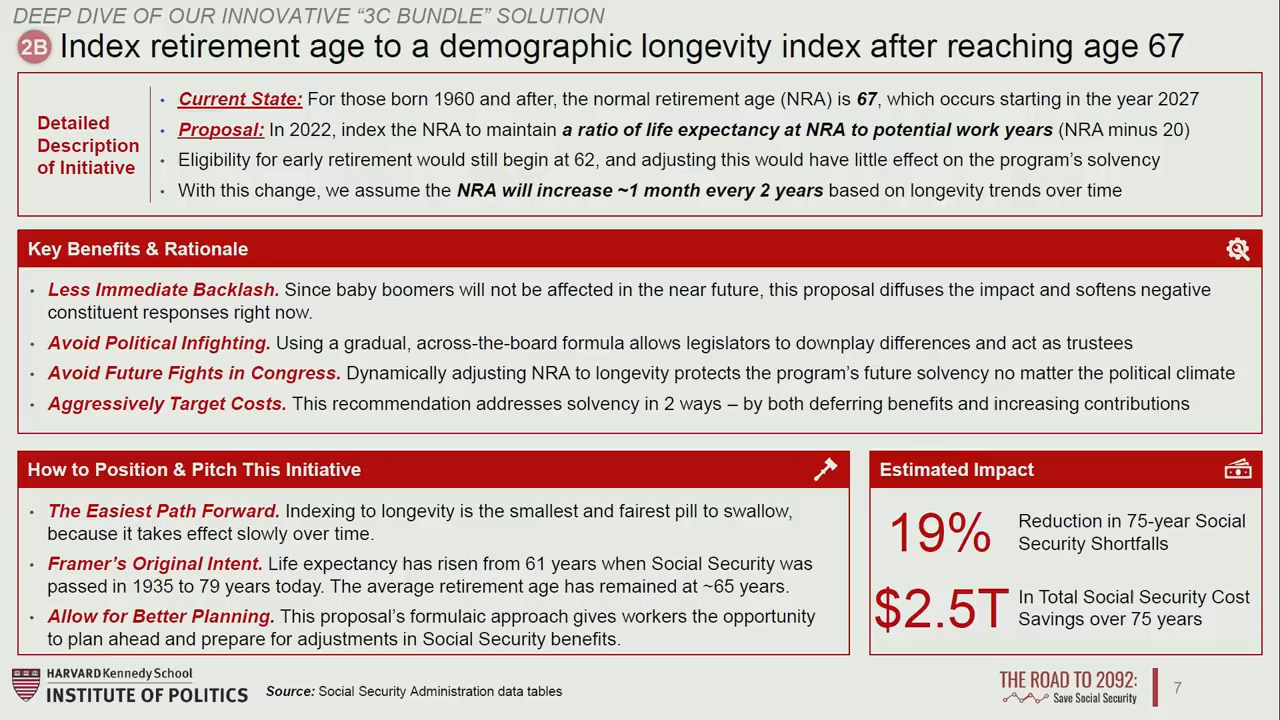 DEEP DIVE OF OUR INNOVATIVE “3C BUNDLE” SOLUTION
2B Index retirement age to a demographic longevity index after reaching age 67
Detailed
Description
of Initiative
• Current State: For those born 1960 and after, the normal retirement age (NRA) is 67, which occurs starting in the year 2027
• Proposal: In 2022, index the NRA to maintain a ratio of life expectancy at NRA to potential work years (NRA minus 20)
• Eligibility for early retirement would still begin at 62, and adjusting this would have little effect on the program’s solvency
• With this change, we assume the NRA will increase ~1 month every 2 years based on longevity trends over time
Key Benefits & Rationale
• Less Immediate Backlash. Since baby boomers will not be affected in the near future, this proposal diffuses the impact and softens negative
constituent responses right now.
• Avoid Political Infighting. Using a gradual, across-the-board formula allows legislators to downplay differences and act as trustees
• Avoid Future Fights in Congress. Dynamically adjusting NRA to longevity protects the program’s future solvency no matter the political climate
• Aggressively Target Costs. This recommendation addresses solvency in 2 ways – by both deferring benefits and increasing contributions
How to Position & Pitch This Initiative
• The Easiest Path Forward. Indexing to longevity is the smallest and fairest pill to swallow,
because it takes effect slowly over time.
• Framer’s Original Intent. Life expectancy has risen from 61 years when Social Security was
passed in 1935 to 79 years today. The average retirement age has remained at ~65 years.
• Allow for Better Planning. This proposal’s formulaic approach gives workers the opportunity
to plan ahead and prepare for adjustments in Social Security benefits.
Estimated Impact
19% Reduction in 75-year Social
Security Shortfalls
$2.5T In Total Social Security Cost
Savings over 75 years
HARVARD Kennedy School
INSTITUTE OF POLITICS
Source: Social Security Administration data tables
THE ROAD TO 2092:
Save Social Security
7